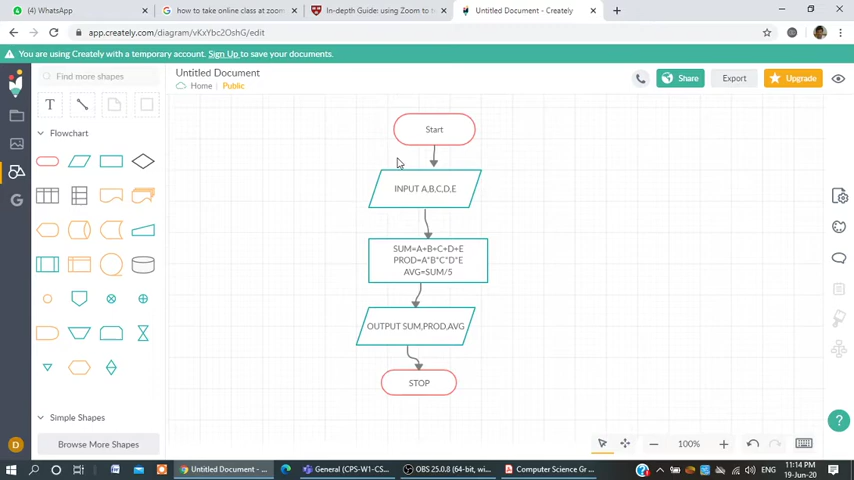 (4) WhatsApp
how to take online class at zoom
In-depth Guide: using Zoom to t
Untitled Document - Creately
app.creately.com/diagram/vKxYbc2OshG/edit
You are using Creately with a temporary account. Sign Up to save your documents.
Find more shapes
Untitled Document
Home
Public
Share
Export
Upgrade
T
Flowchart
Start
INPUT A,B,C,D,E
SUM=A+B+C+D+E
PROD=A*B*C*D*E
AVG=SUM/5
OUTPUT SUM,PROD,AVG
STOP
Simple Shapes
Browse More Shapes
D
100%
?
Untitled Document - ...
General (CPS-W1-CS...
OBS 25.0.8 (64-bit, wi...
Computer Science Gr ...
ENG
11:14 PM
19-Jun-20